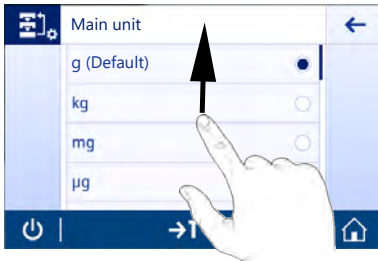 Main unit
g (Default)
kg
mg
µg
→T